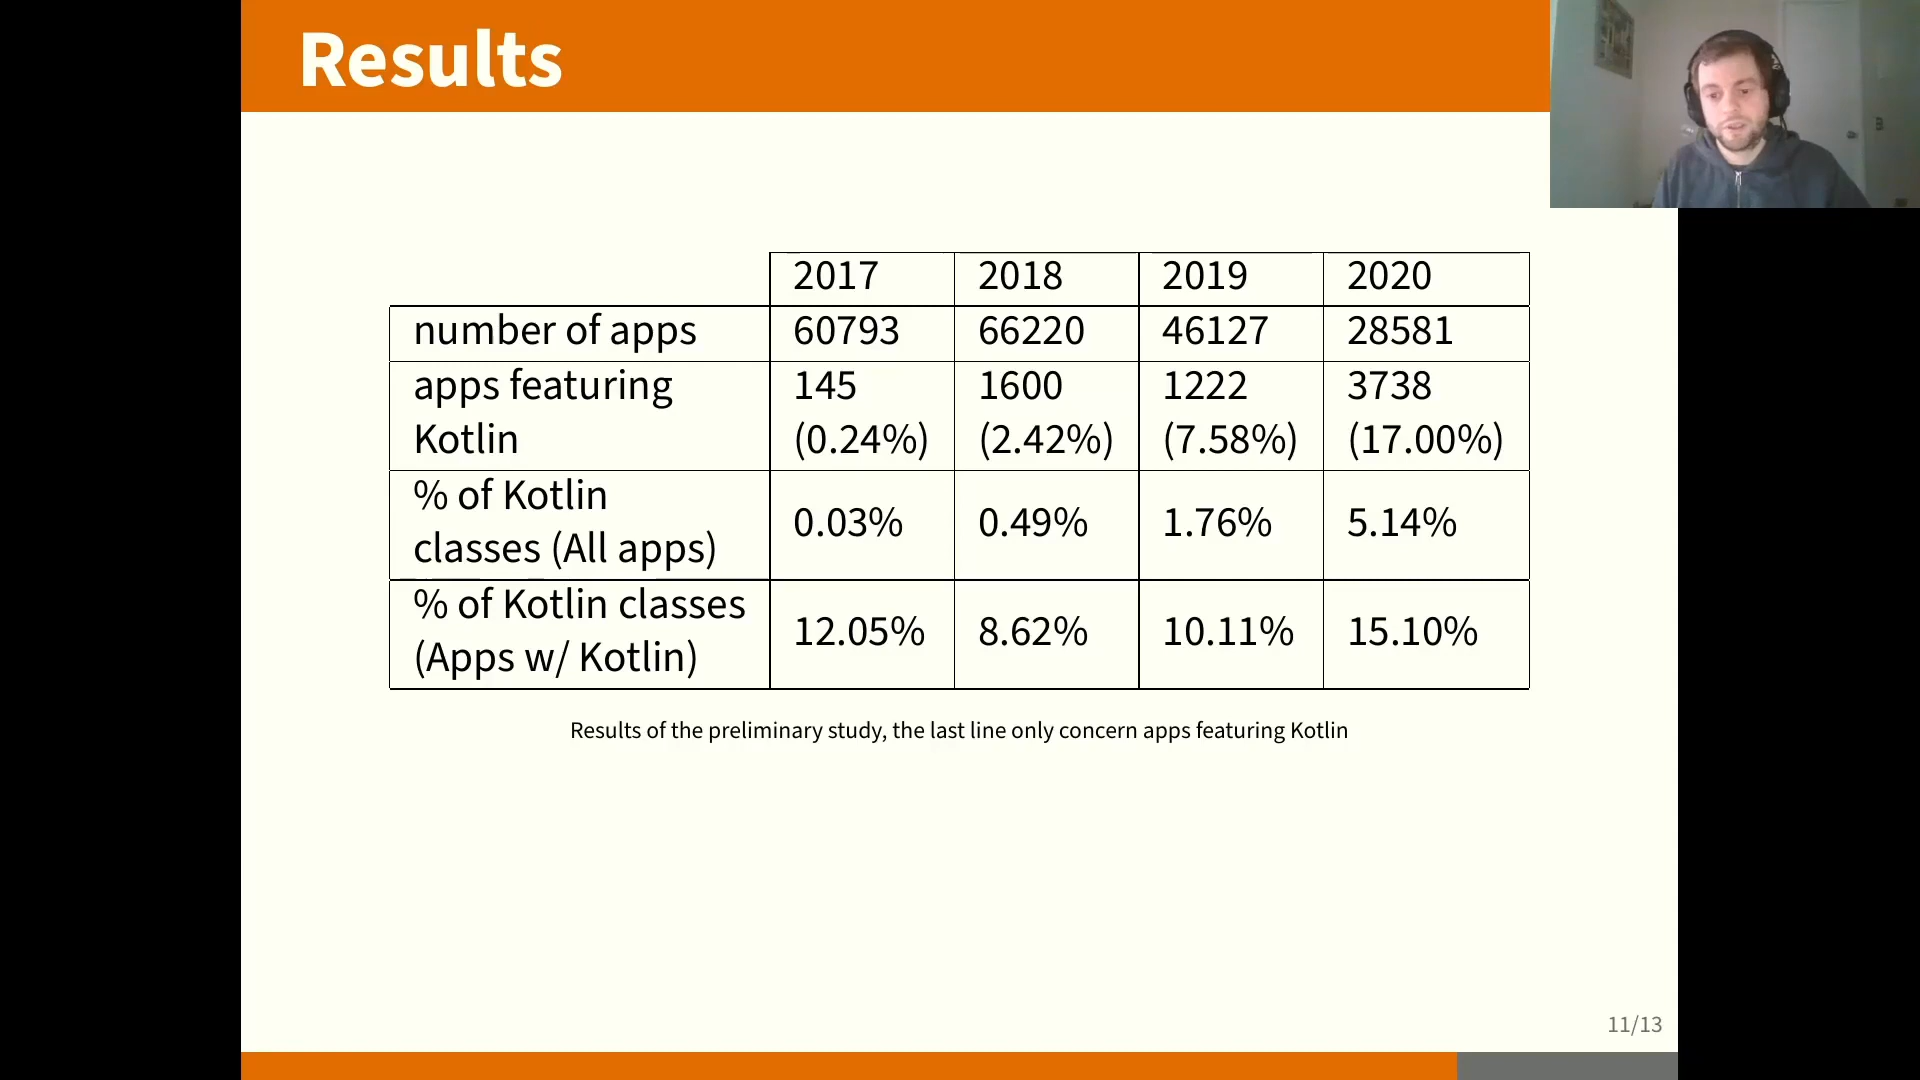 Results
2017 2018 2019 2020
number of apps 60793 66220 46127 28581
apps featuring 145 1600 1222 3738
Kotlin (0.24%) (2.42%) (7.58%) (17.00%)
% of Kotlin
classes (All apps) 0.03% 0.49% 1.76% 5.14%
% of Kotlin classes
(Apps w/ Kotlin) 12.05% 8.62% 10.11% 15.10%
Results of the preliminary study, the last line only concern apps featuring Kotlin
11/13